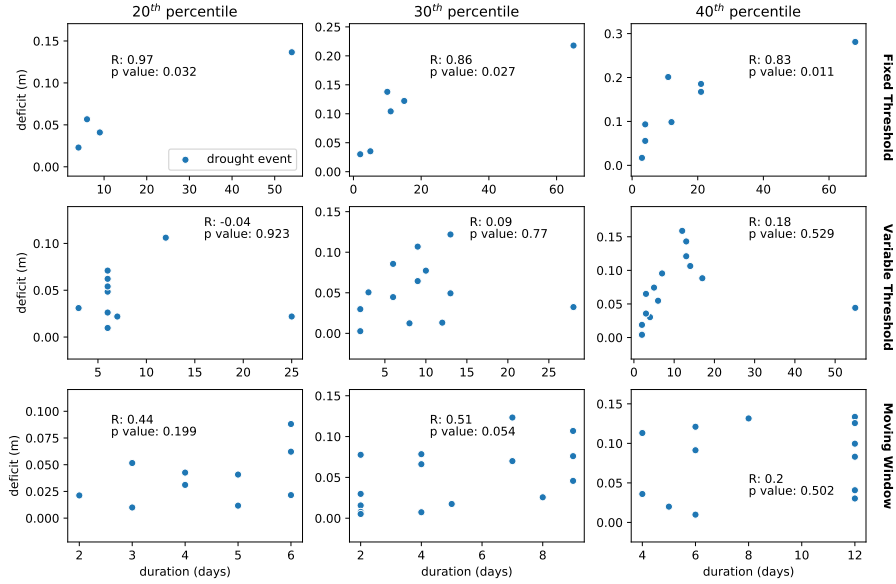 20th percentile
30th percentile
40th percentile
deficit (m)
0.15
0.10
0.05
0.00
R: 0.97
p value: 0.032
drought event
10
20
30
40
50
0.25
0.20
0.15
0.10
0.05
0.00
R: 0.86
p value: 0.027
0
20
40
60
0.3
0.2
0.1
0.0
R: 0.83
p value: 0.011
0
20
40
60
Fixed Threshold
deficit (m)
0.10
0.05
0.00
R: -0.04
p value: 0.923
5
10
15
20
25
0.15
0.10
0.05
0.00
R: 0.09
p value: 0.77
5
10
15
20
25
0.15
0.10
0.05
0.00
R: 0.18
p value: 0.529
0
10
20
30
40
50
Variable Threshold
deficit (m)
0.100
0.075
0.050
0.025
0.000
R: 0.44
p value: 0.199
2
3
4
5
6
duration (days)
0.15
0.10
0.05
0.00
R: 0.51
p value: 0.054
2
4
6
8
duration (days)
0.15
0.10
0.05
0.00
R: 0.2
p value: 0.502
4
6
8
10
12
duration (days)
Moving Window